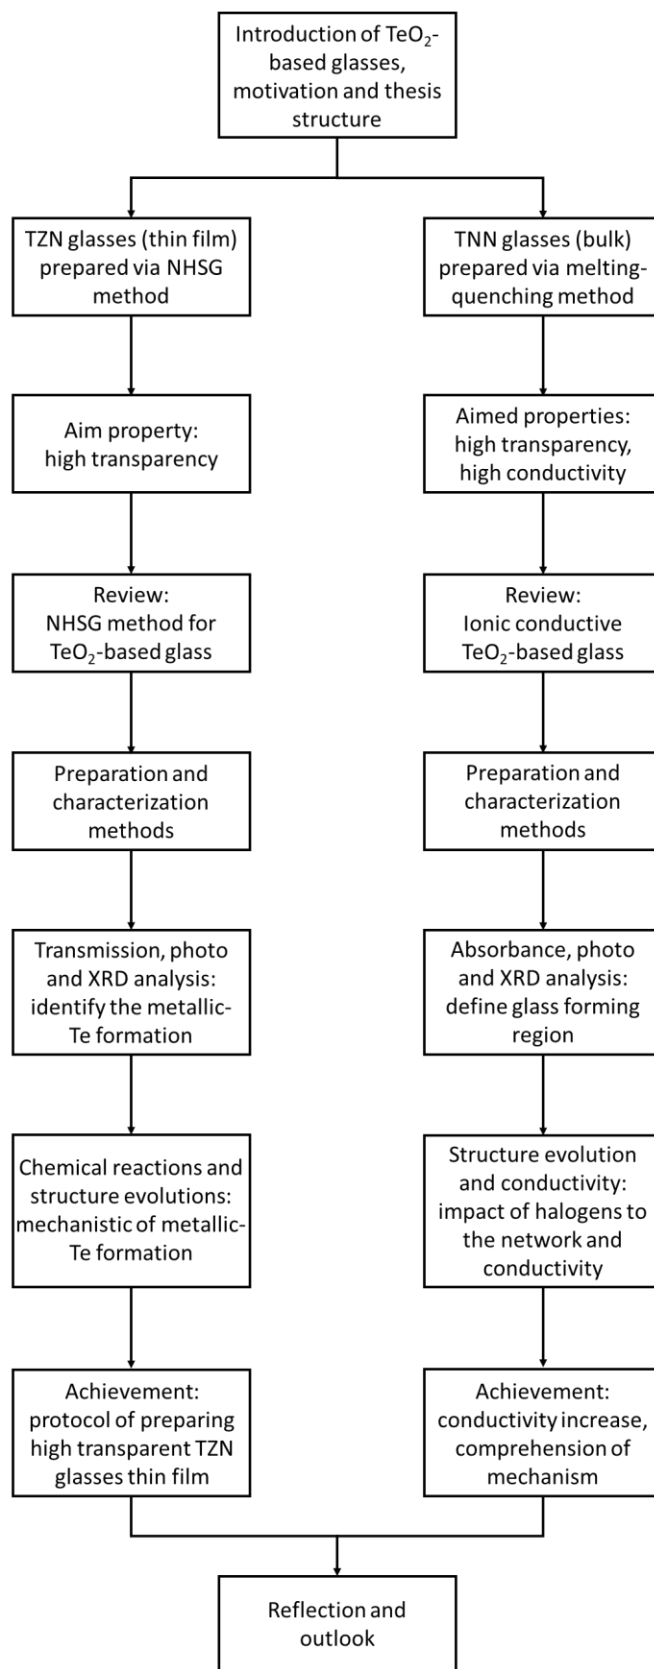 Introduction of TeO₂-
based glasses,
motivation and thesis
structure
TZN glasses (thin film)
prepared via NHSG
method
Aim property:
high transparency
Review:
NHSG method for
TeO₂-based glass
Preparation and
characterization
methods
Transmission, photo
and XRD analysis:
identify the metallic-
Te formation
Chemical reactions and
structure evolutions:
mechanistic of metallic-
Te formation
Achievement:
protocol of preparing
high transparent TZN
glasses thin film
TNN glasses (bulk)
prepared via melting-
quenching method
Aimed properties:
high transparency,
high conductivity
Review:
Ionic conductive
TeO₂-based glass
Preparation and
characterization
methods
Absorbance, photo
and XRD analysis:
define glass forming
region
Structure evolution
and conductivity:
impact of halogens to
the network and
conductivity
Achievement:
conductivity increase,
comprehension of
mechanism
Reflection and
outlook